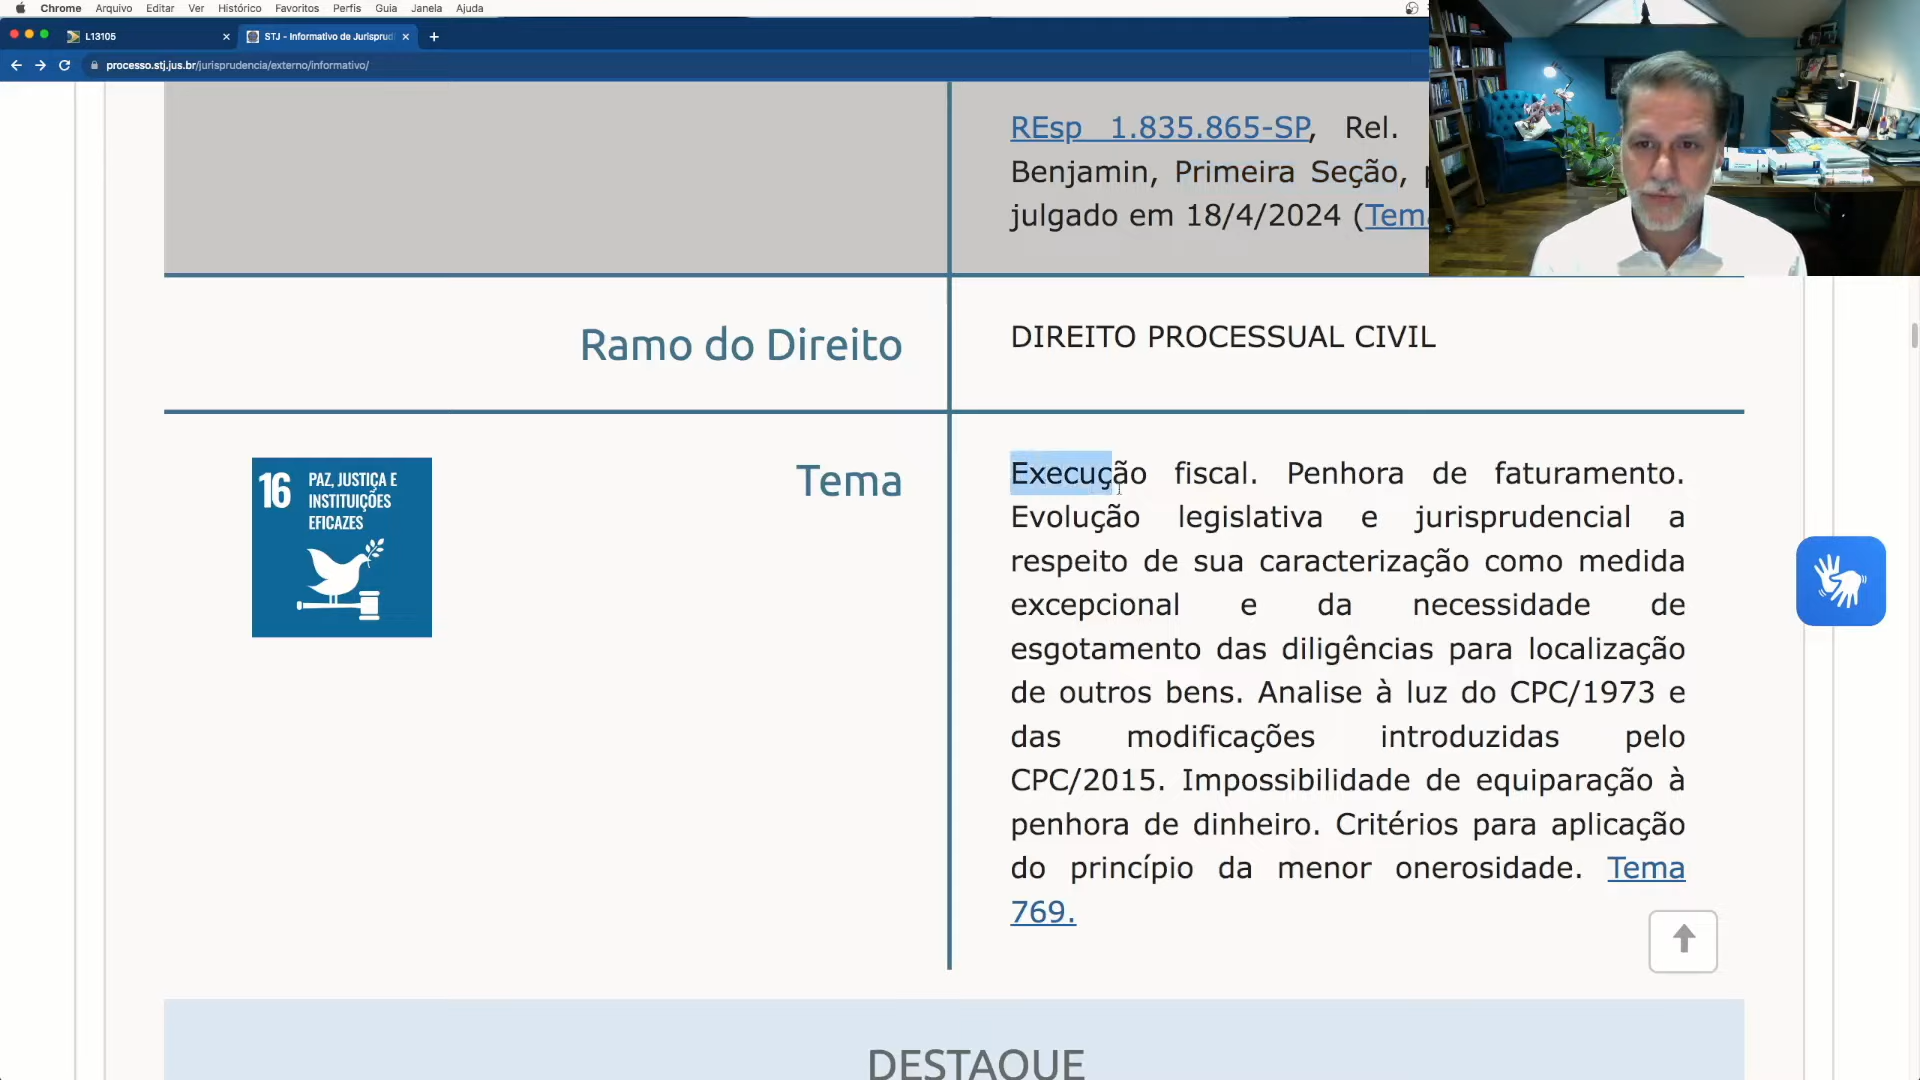 Chrome Arquivo Editar Ver Histórico Favoritos Perfis Guia Janela Ajuda
L13105
STJ - Informativo de Jurisprud
processo.stj.jus.br/jurisprudencia/externo/informativo/
REsp 1.835.865-SP, Rel.
Benjamin, Primeira Seção,
julgado em 18/4/2024 (Tema
Ramo do Direito
DIREITO PROCESSUAL CIVIL
16 PAZ, JUSTIÇA E
INSTITUIÇÕES
EFICAZES
Tema
Execução fiscal. Penhora de faturamento.
Evolução legislativa e jurisprudencial a
respeito de sua caracterização como medida
excepcional e da necessidade de
esgotamento das diligências para localização
de outros bens. Analise à luz do CPC/1973 e
das modificações introduzidas pelo
CPC/2015. Impossibilidade de equiparação à
penhora de dinheiro. Critérios para aplicação
do princípio da menor onerosidade. Tema
769.
DESTAQUE